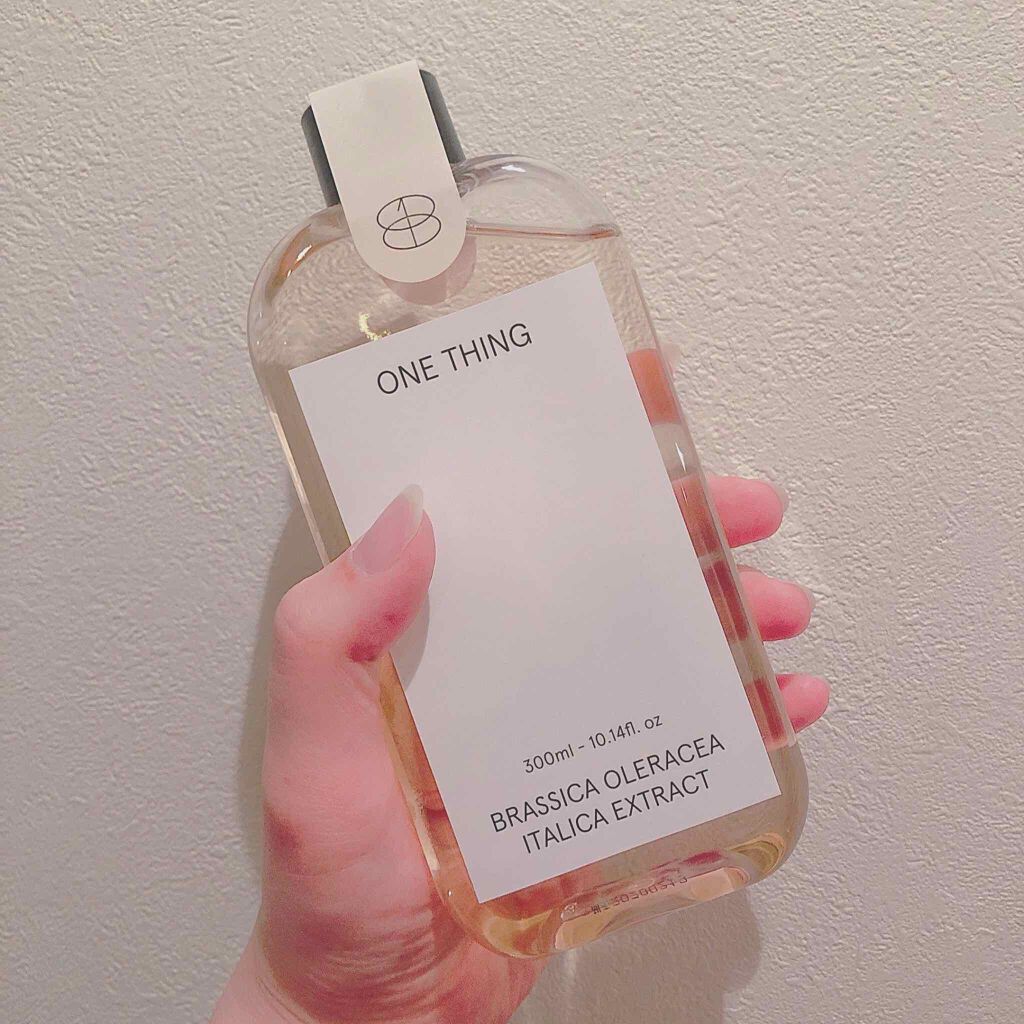 ONE THING
300ml - 10.14fl. oz
BRASSICA OLERACEA
ITALICA EXTRACT